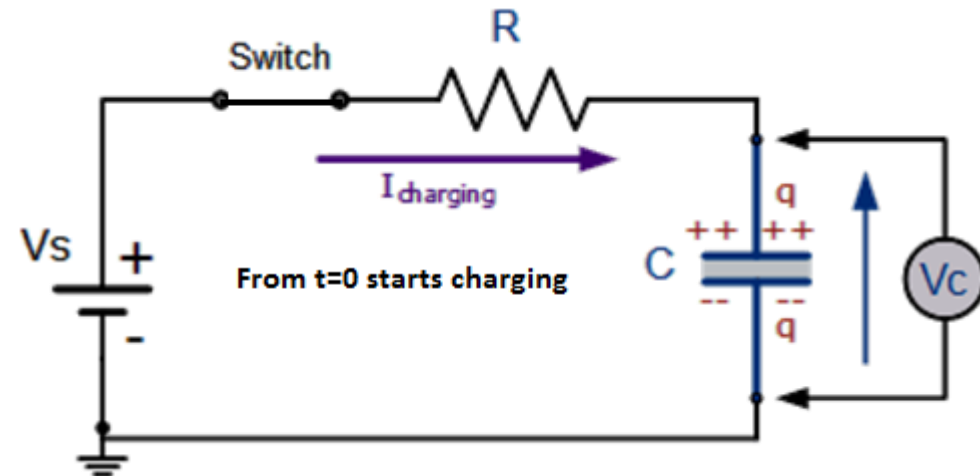 R
Switch
I charging
q
Vs
+
++ ++
C
From t=0 starts charging
Vc
-
-- --
q